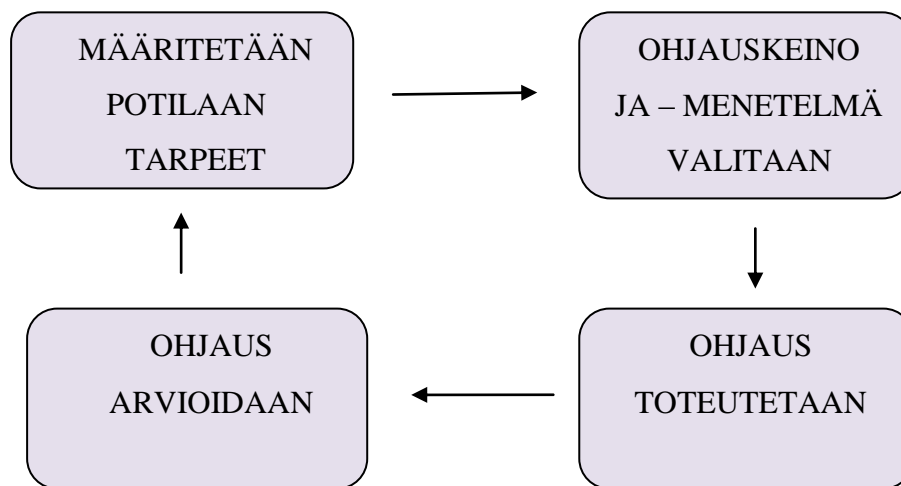 MÄÄRITETÄÄN
POTILAAN
TARPEET
OHJAUSKEINO
JA – MENETELMÄ
VALITAAN
OHJAUS
TOTEUTETAAN
OHJAUS
ARVIOIDAAN